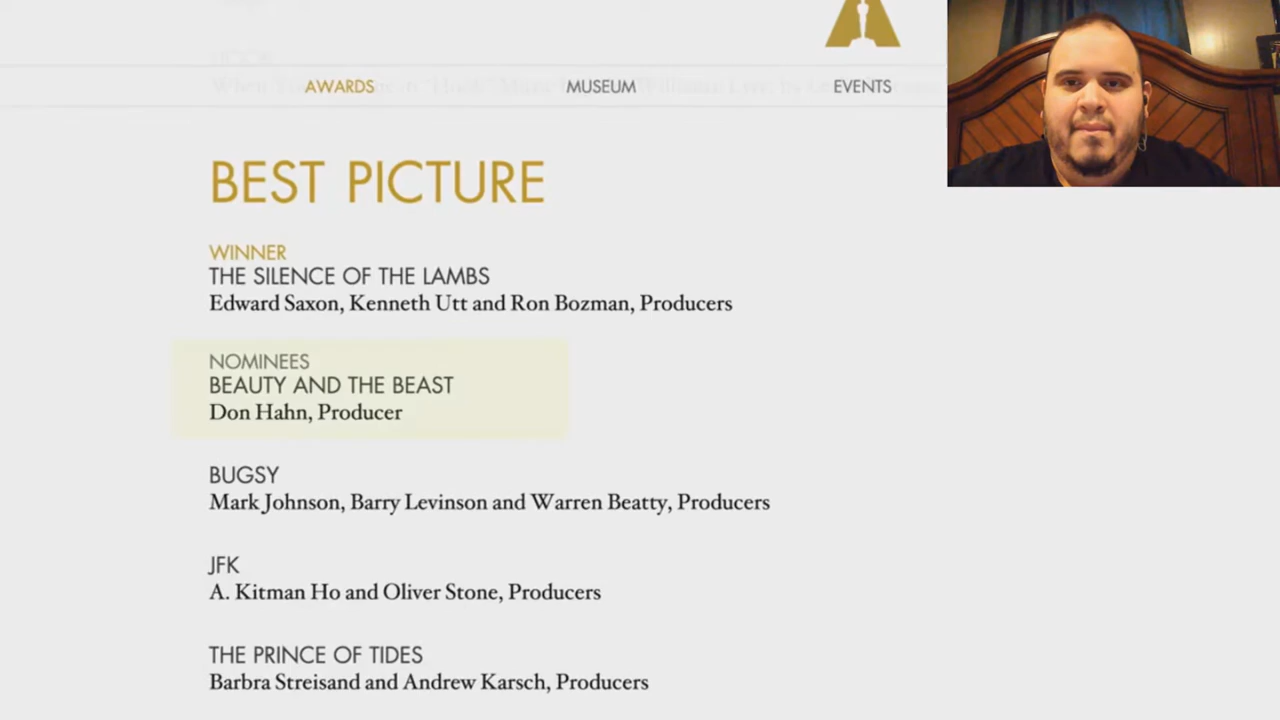 AWARDS MUSEUM EVENTS
BEST PICTURE
WINNER
THE SILENCE OF THE LAMBS
Edward Saxon, Kenneth Utt and Ron Bozman, Producers
NOMINEES
BEAUTY AND THE BEAST
Don Hahn, Producer
BUGSY
Mark Johnson, Barry Levinson and Warren Beatty, Producers
JFK
A. Kitman Ho and Oliver Stone, Producers
THE PRINCE OF TIDES
Barbra Streisand and Andrew Karsch, Producers